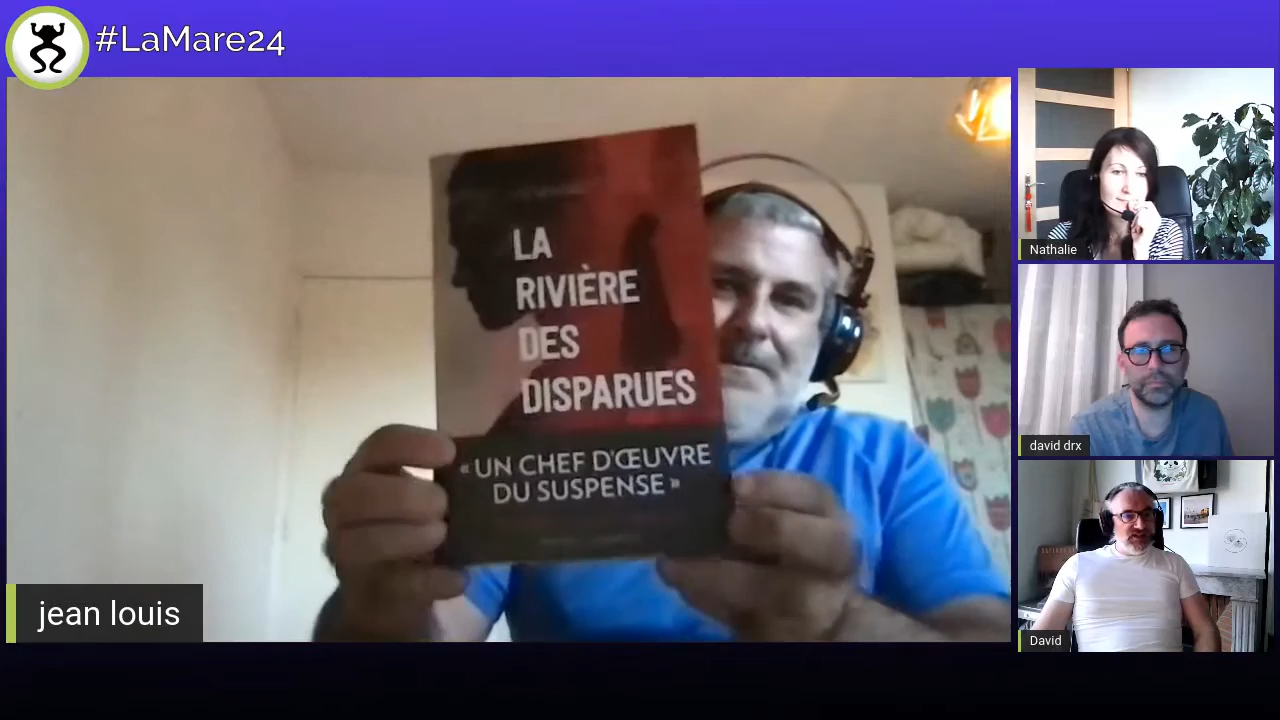 #LaMare24
LA
RIVIÈRE
DES
DISPARUES
« UN CHEF D'ŒUVRE
DU SUSPENSE »
jean louis
Nathalie
david drx
David